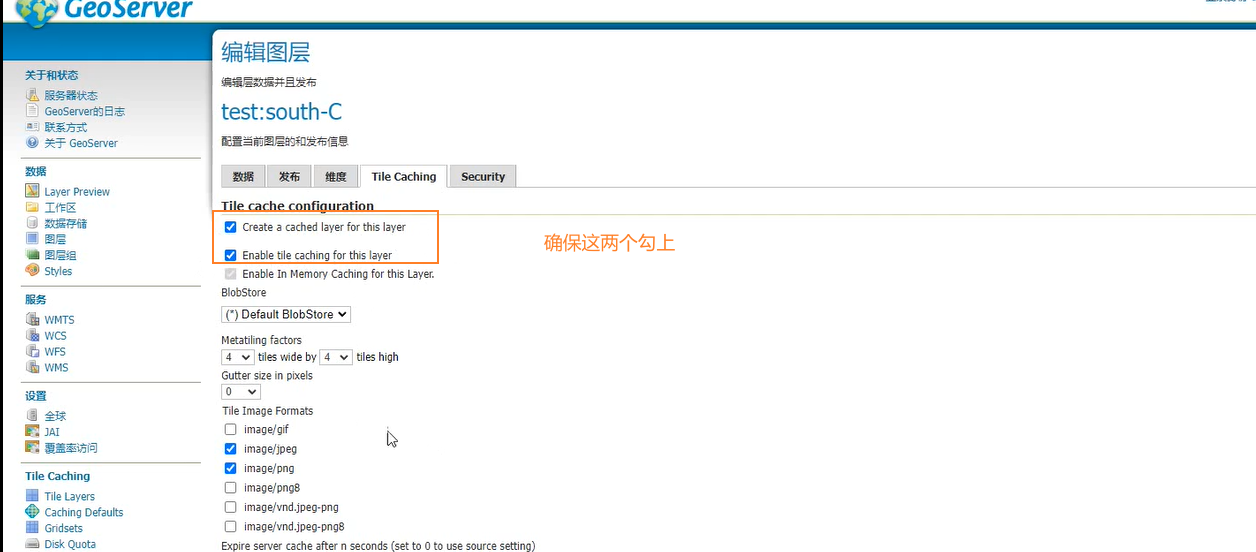 GeoServer
编辑图层
编辑层数据并且发布
test:south-C
配置当前图层的和发布信息
数据 发布 维度 Tile Caching Security
Tile cache configuration
Create a cached layer for this layer
Enable tile caching for this layer
确保这两个勾上
Enable In Memory Caching for this Layer.
BlobStore
(*) Default BlobStore
Metatiling factors
4 tiles wide by 4 tiles high
Gutter size in pixels
0
Tile Image Formats
image/gif
image/jpeg
image/png
image/png8
image/vnd.jpeg-png
image/vnd.jpeg-png8
Expire server cache after n seconds (set to 0 to use source setting)
关于和状态
服务器状态
GeoServer的日志
联系方式
关于 GeoServer
数据
Layer Preview
工作区
数据存储
图层
图层组
Styles
服务
WMTS
WCS
WFS
WMS
设置
全球
JAI
覆盖率访问
Tile Caching
Tile Layers
Caching Defaults
Gridsets
Disk Quota